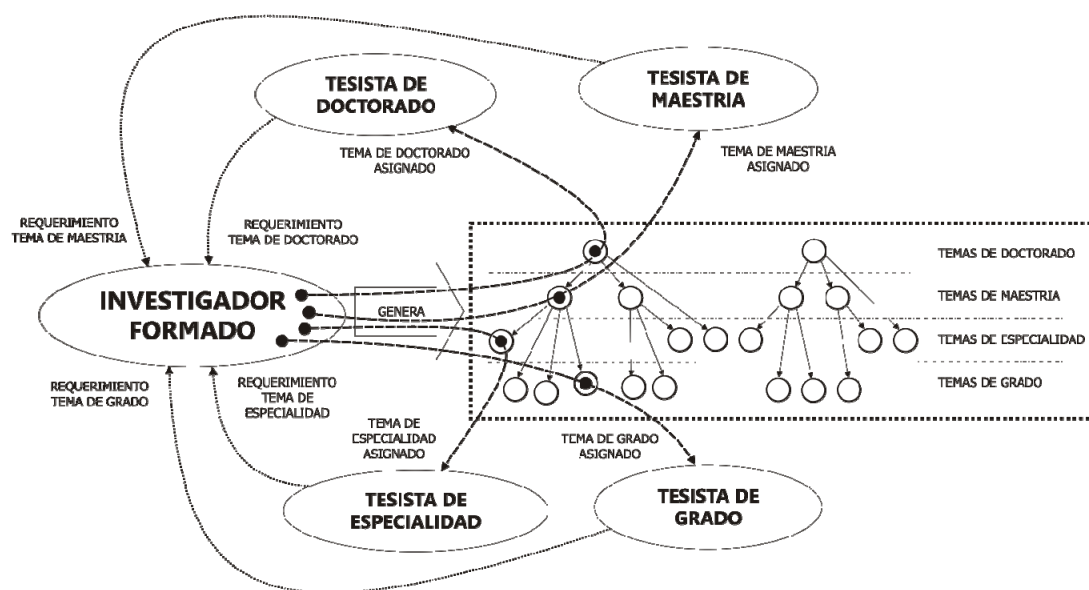 TESISTA DE
DOCTORADO
TESISTA DE
MAESTRIA
TEMA DE DOCTORADO
ASIGNADO
TEMA DE MAESTRIA
ASIGNADO
REQUERIMIENTO
TEMA DE MAESTRIA
REQUERIMIENTO
TEMA DE DOCTORADO
INVESTIGADOR
FORMADO
GENERA
TEMAS DE DOCTORADO
TEMAS DE MAESTRIA
TEMAS DE ESPECIALIDAD
TEMAS DE GRADO
REQUERIMIENTO
TEMA DE GRADO
REQUERIMIENTO
TEMA DE
ESPECIALIDAD
TEMA DE
ESPECIALIDAD
ASIGNADO
TEMA DE GRADO
ASIGNADO
TESISTA DE
ESPECIALIDAD
TESISTA DE
GRADO